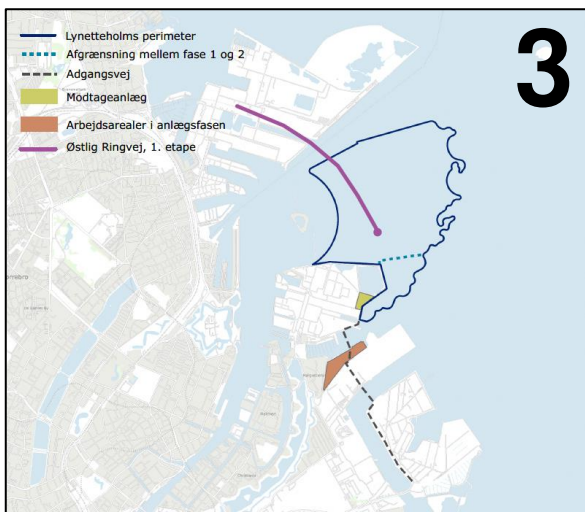 3
Lynetteholms perimeter
Afgrænsning mellem fase 1 og 2
Adgangsvej
Modtageanlæg
Arbejdsarealer i anlægsfasen
Østlig Ringvej, 1. etape